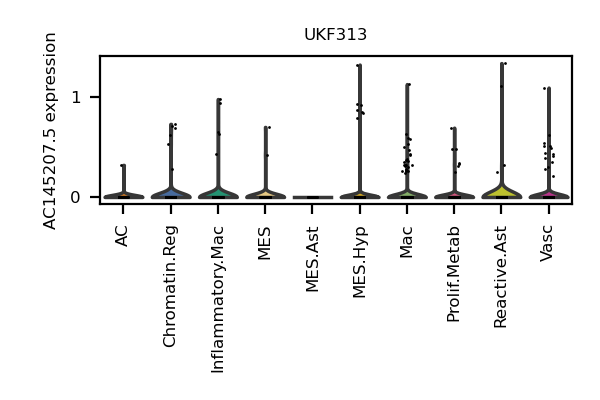 UKF313
AC145207.5 expression
1
0
AC
Chromatin.Reg
Inflammatory.Mac
MES
MES.Ast
MES.Hyp
Mac
Prolif.Metab
Reactive.Ast
Vasc